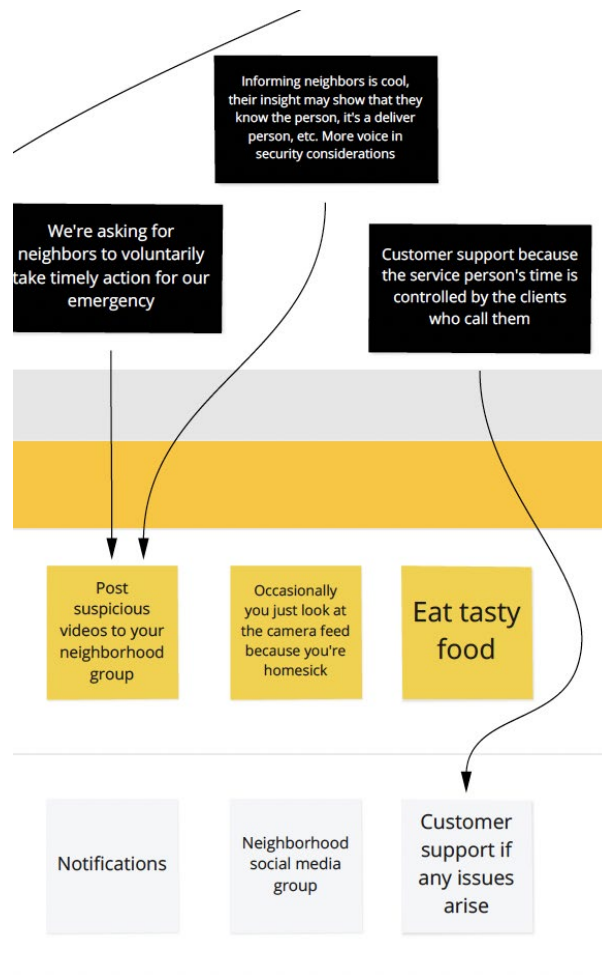 Informing neighbors is cool,
their insight may show that they
know the person, it's a deliver
person, etc. More voice in
security considerations
We're asking for
neighbors to voluntarily
take timely action for our
emergency
Customer support because
the service person's time is
controlled by the clients
who call them
Post
suspicious
videos to your
neighborhood
group
Occasionally
you just look at
the camera feed
because you're
homesick
Eat tasty
food
Notifications
Neighborhood
social media
group
Customer
support if
any issues
arise